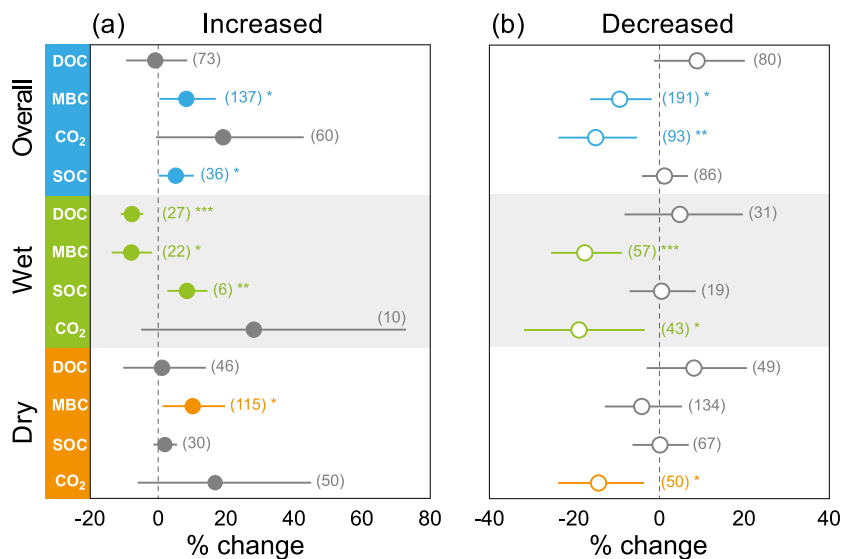 (a) Increased
(b) Decreased
Overall
DOC (73) (80)
MBC (137) * (191) *
CO₂ (60) (93) **
SOC (36) * (86)
Wet
DOC (27) *** (31)
MBC (22) * (57) ***
SOC (6) ** (19)
CO₂ (10) (43) *
Dry
DOC (46) (49)
MBC (115) * (134)
SOC (30) (67)
CO₂ (50) (50) *
-20 0 20 40 60 80
-40 -20 0 20 40
% change
% change